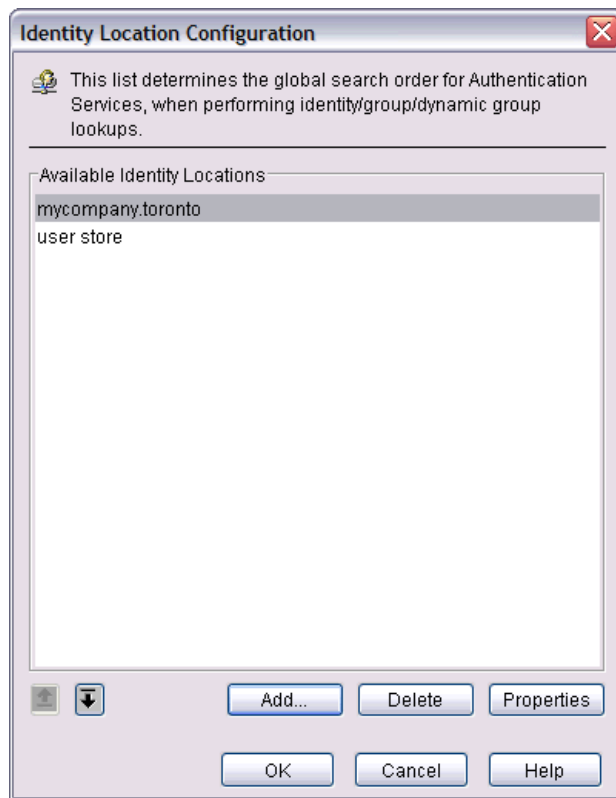 Identity Location Configuration
This list determines the global search order for Authentication
Services, when performing identity/group/dynamic group
lookups.
Available Identity Locations
mycompany.toronto
user store
Add...
Delete
Properties
OK
Cancel
Help